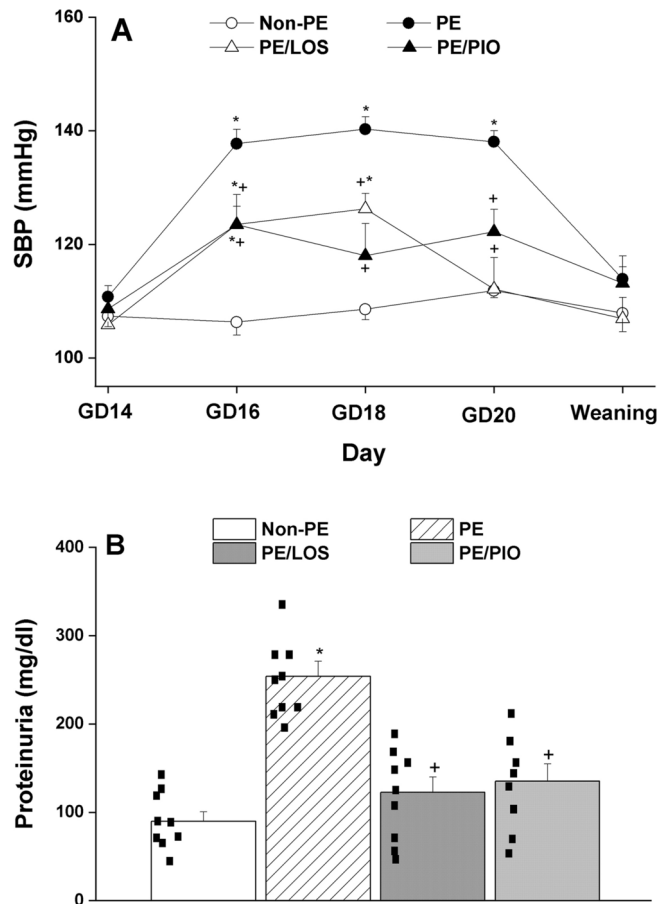 160
A
Non-PE PE
PE/LOS PE/PIO
* * *
140
*+ +* +
SBP (mmHg)
120
*+ + +
100
GD14 GD16 GD18 GD20 Weaning
Day
B
Non-PE PE
PE/LOS PE/PIO
400
Proteinuria (mg/dl)
300
*
200
+ +
100
0